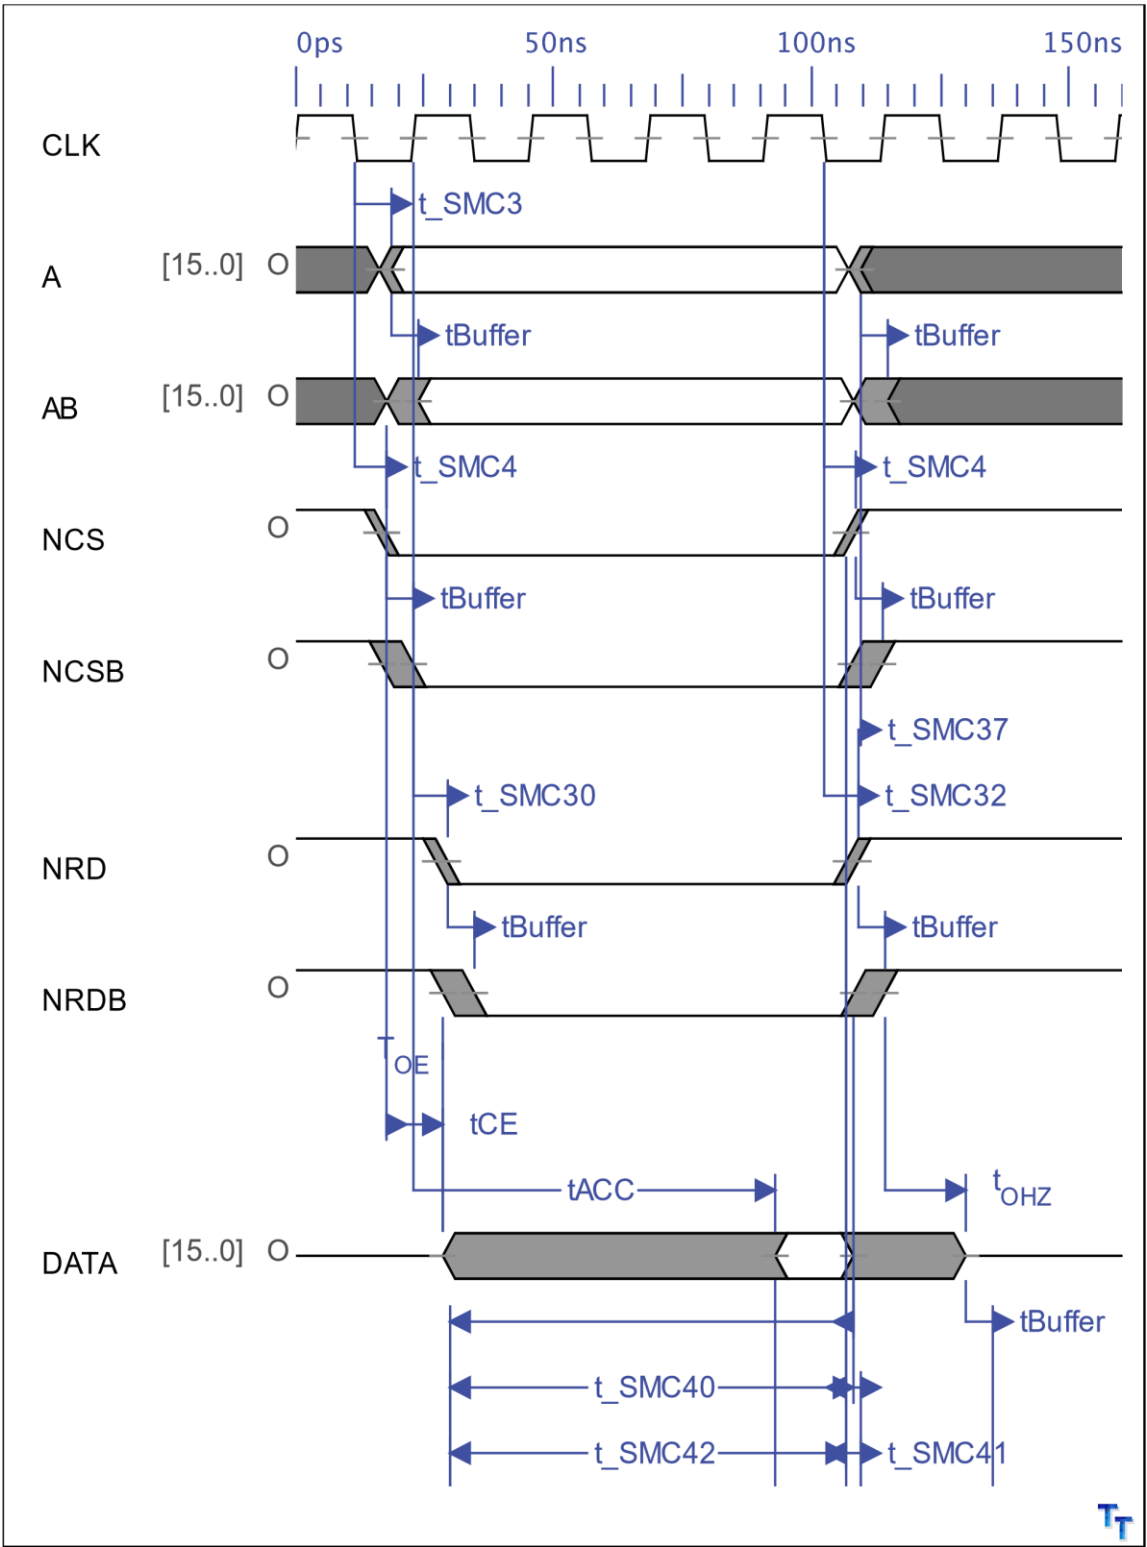 0ps 50ns 100ns 150ns
CLK
t_SMC3
A [15..0] O
tBuffer tBuffer
AB [15..0] O
t_SMC4 t_SMC4
NCS O
tBuffer tBuffer
NCSB O
t_SMC37
t_SMC30 t_SMC32
NRD O
tBuffer tBuffer
NRDB O
TOE
tCE
tACC tOHZ
DATA [15..0] O
tBuffer
t_SMC40
t_SMC42 t_SMC41
TT